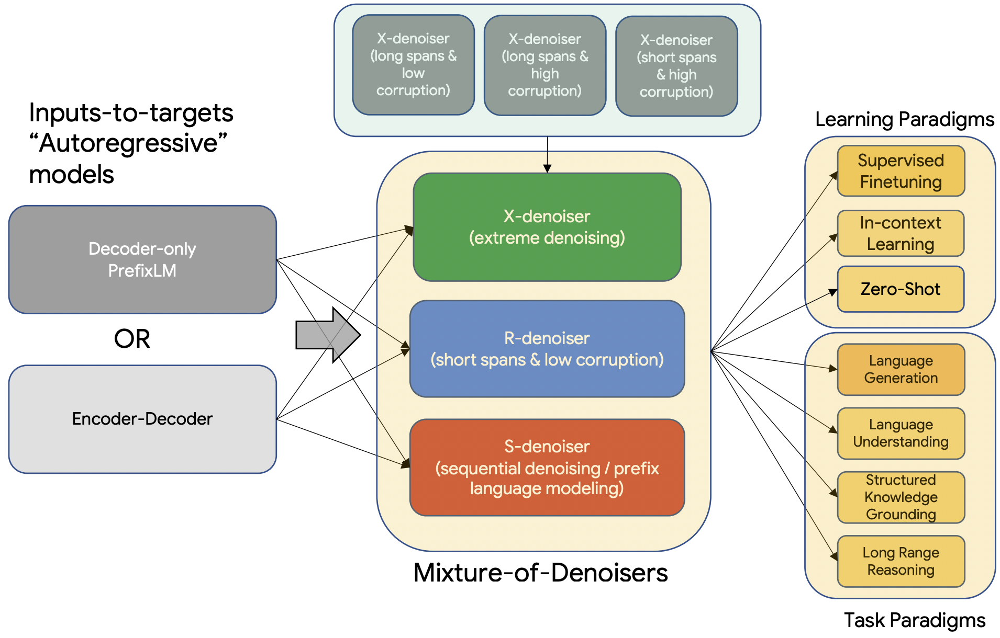 X-denoiser
(long spans &
low
corruption)
X-denoiser
(long spans &
high
corruption)
X-denoiser
(short spans
& high
corruption)
Inputs-to-targets
“Autoregressive”
models
Decoder-only
PrefixLM
OR
Encoder-Decoder
X-denoiser
(extreme denoising)
R-denoiser
(short spans & low corruption)
S-denoiser
(sequential denoising / prefix
language modeling)
Mixture-of-Denoisers
Learning Paradigms
Supervised
Finetuning
In-context
Learning
Zero-Shot
Language
Generation
Language
Understanding
Structured
Knowledge
Grounding
Long Range
Reasoning
Task Paradigms